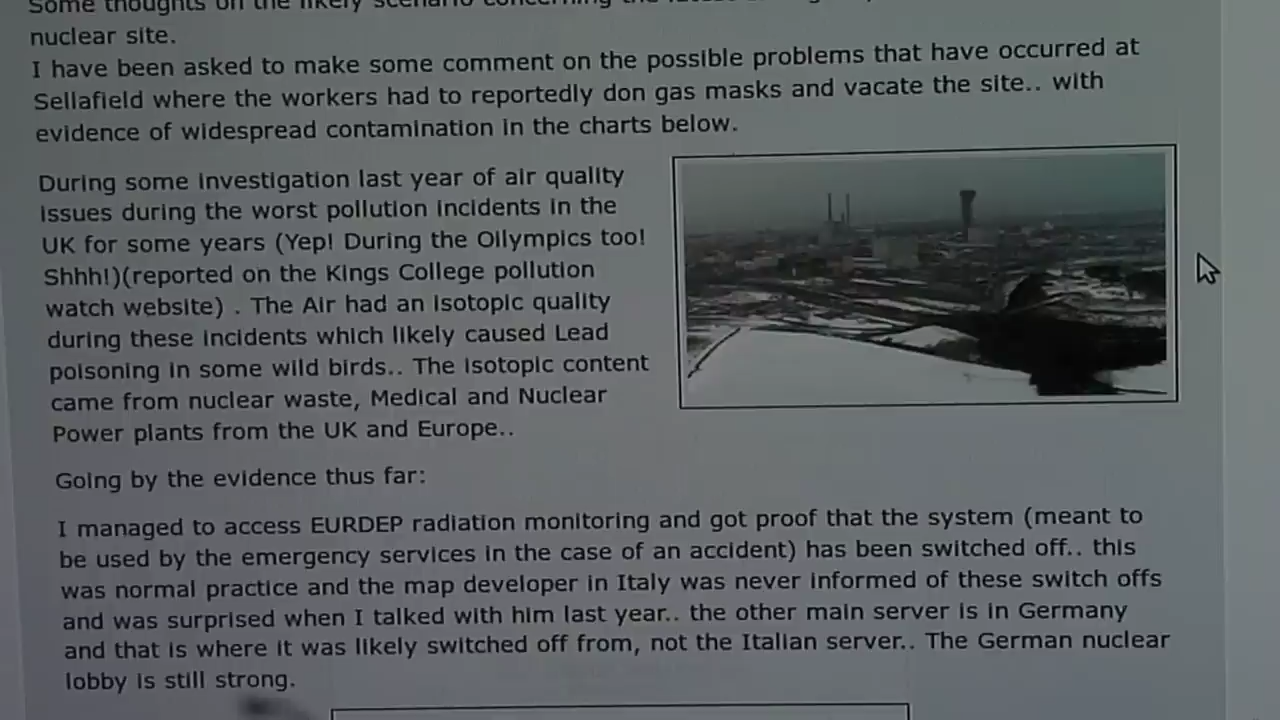 Some thoughts on the likely scenario concerning the
nuclear site.
I have been asked to make some comment on the possible problems that have occurred at
Sellafield where the workers had to reportedly don gas masks and vacate the site.. with
evidence of widespread contamination in the charts below.
During some investigation last year of air quality
issues during the worst pollution incidents in the
UK for some years (Yep! During the Ollympics too!
Shhh!)(reported on the Kings College pollution
watch website) . The Air had an isotopic quality
during these incidents which likely caused Lead
poisoning in some wild birds.. The isotopic content
came from nuclear waste, Medical and Nuclear
Power plants from the UK and Europe..
Going by the evidence thus far:
I managed to access EURDEP radiation monitoring and got proof that the system (meant to
be used by the emergency services in the case of an accident) has been switched off.. this
was normal practice and the map developer in Italy was never informed of these switch offs
and was surprised when I talked with him last year.. the other main server is in Germany
and that is where it was likely switched off from, not the Italian server.. The German nuclear
lobby is still strong.